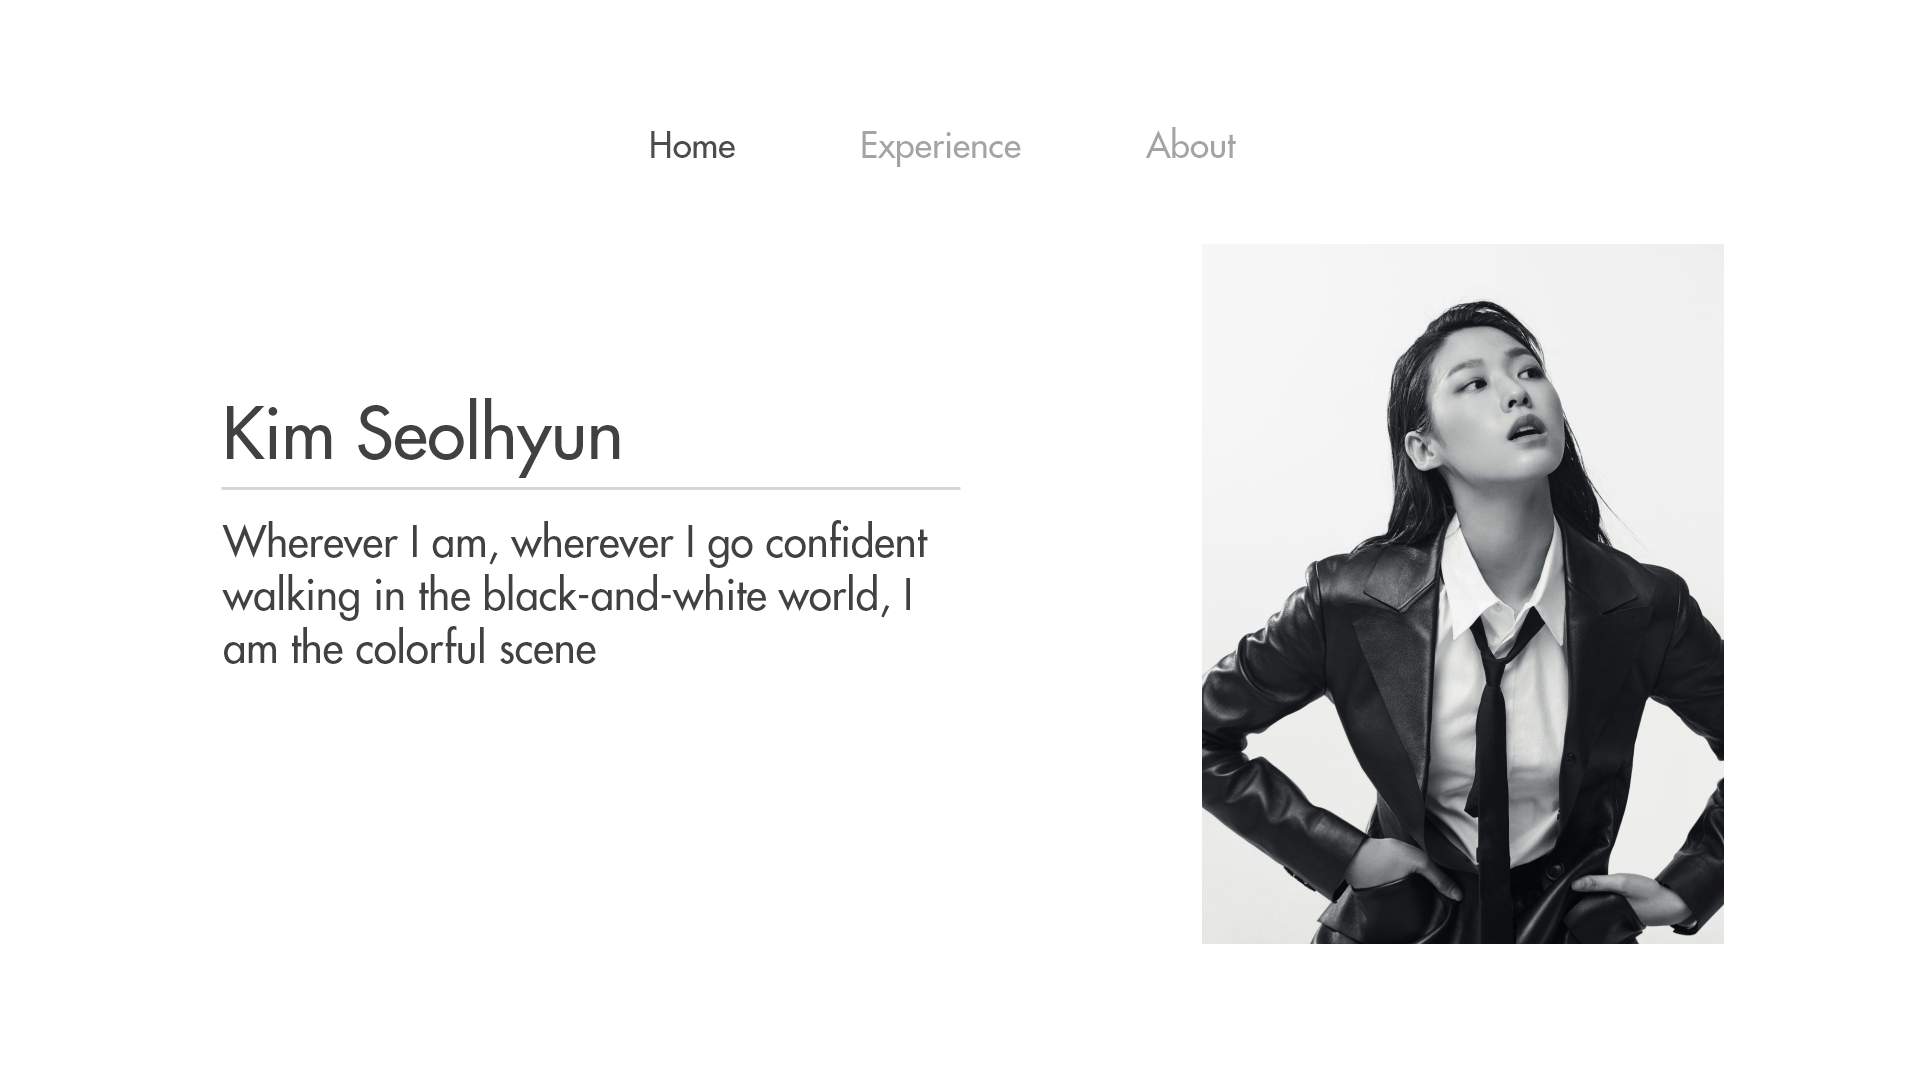 Home Experience About
Kim Seolhyun
Wherever I am, wherever I go confident
walking in the black-and-white world, I
am the colorful scene